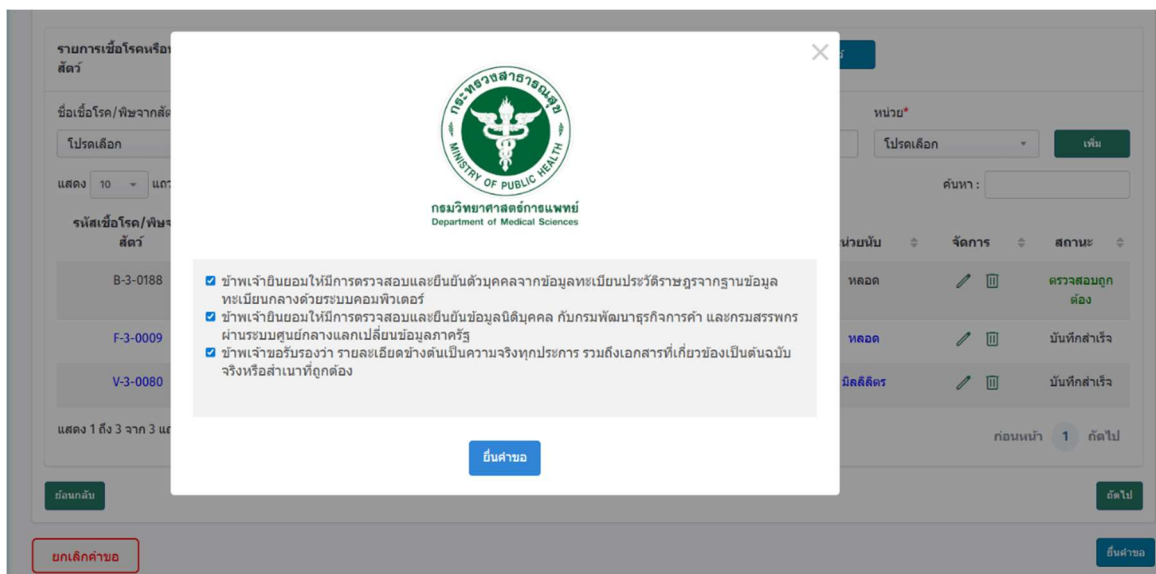 รายการเชื้อโรคหรือ
สัตว์
ชื่อเชื้อโรค/พิษจากสัต
หน่วย*
โปรดเลือก
โปรดเลือก
เพิ่ม
แสดง 10
ค้นหา :
รหัสเชื้อโรค/พิษจ
สัตว์
น่วยนับ
จัดการ
สถานะ
B-3-0188
หลอด
ตรวจสอบถูก
ต้อง
F-3-0009
หลอด
บันทึกสำเร็จ
V-3-0080
มิลลิลิตร
บันทึกสำเร็จ
แสดง 1 ถึง 3 จาก 3 แถ
ก่อนหน้า 1 ถัดไป
ย้อนกลับ
ถัดไป
ยกเลิกคำขอ
ยื่นคำขอ
กระทรวงสาธารณสุข
MINISTRY OF PUBLIC HEALTH
กรมวิทยาศาสตร์การแพทย์
Department of Medical Sciences
ข้าพเจ้ายินยอมให้มีการตรวจสอบและยืนยันตัวบุคคลจากข้อมูลทะเบียนประวัติราษฎรจากฐานข้อมูล
ทะเบียนกลางด้วยระบบคอมพิวเตอร์
ข้าพเจ้ายินยอมให้มีการตรวจสอบและยืนยันข้อมูลนิติบุคคล กับกรมพัฒนาธุรกิจการค้า และกรมสรรพกร
ผ่านระบบศูนย์กลางแลกเปลี่ยนข้อมูลภาครัฐ
ข้าพเจ้าขอรับรองว่า รายละเอียดข้างต้นเป็นความจริงทุกประการ รวมถึงเอกสารที่เกี่ยวข้องเป็นต้นฉบับ
จริงหรือสำเนาที่ถูกต้อง
ยื่นคำขอ